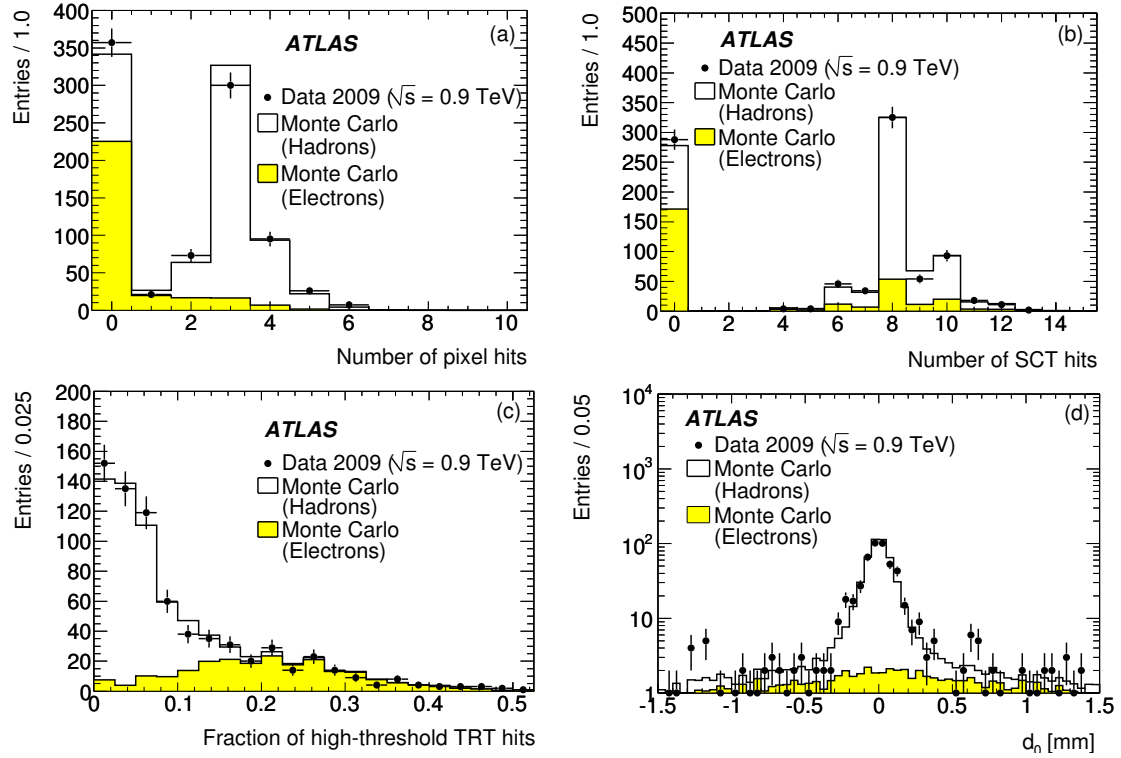 Entries / 1.0
400
350
300
250
200
150
100
50
0
(a)
ATLAS
Data 2009 (√s = 0.9 TeV)
Monte Carlo
(Hadrons)
Monte Carlo
(Electrons)
0 2 4 6 8 10
Number of pixel hits
Entries / 1.0
500
450
400
350
300
250
200
150
100
50
0
(b)
ATLAS
Data 2009 (√s = 0.9 TeV)
Monte Carlo
(Hadrons)
Monte Carlo
(Electrons)
0 2 4 6 8 10 12 14
Number of SCT hits
Entries / 0.025
200
180
160
140
120
100
80
60
40
20
0
(c)
ATLAS
Data 2009 (√s = 0.9 TeV)
Monte Carlo
(Hadrons)
Monte Carlo
(Electrons)
0 0.1 0.2 0.3 0.4 0.5
Fraction of high-threshold TRT hits
Entries / 0.05
10⁴
10³
10²
10
1
(d)
ATLAS
Data 2009 (√s = 0.9 TeV)
Monte Carlo
(Hadrons)
Monte Carlo
(Electrons)
-1.5 -1 -0.5 0 0.5 1 1.5
d₀ [mm]